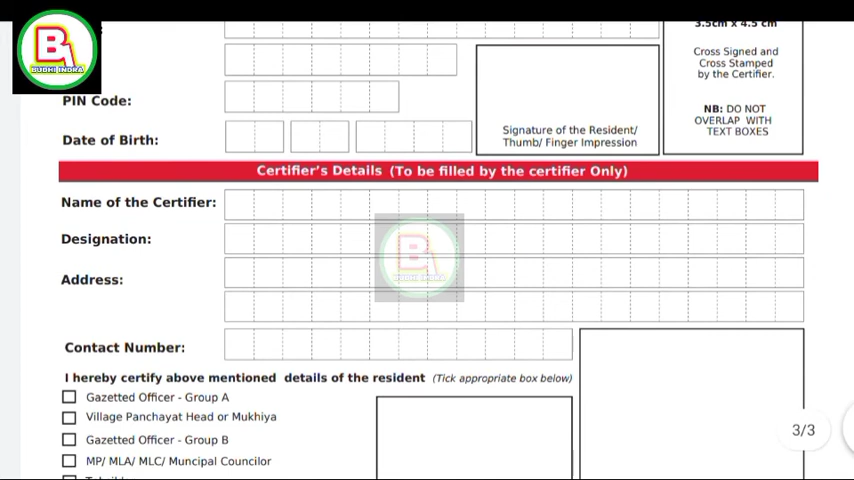 BUDHI INDRA
3.5cm x 4.5 cm
Cross Signed and
Cross Stamped
by the Certifier.
NB: DO NOT
OVERLAP WITH
TEXT BOXES
PIN Code:
Date of Birth:
Signature of the Resident/
Thumb/ Finger Impression
Certifier's Details (To be filled by the certifier Only)
Name of the Certifier:
Designation:
BUDHI INDRA
Address:
Contact Number:
I hereby certify above mentioned details of the resident (Tick appropriate box below)
Gazetted Officer - Group A
Village Panchayat Head or Mukhiya
Gazetted Officer - Group B
MP/ MLA/ MLC/ Muncipal Councilor
3/3